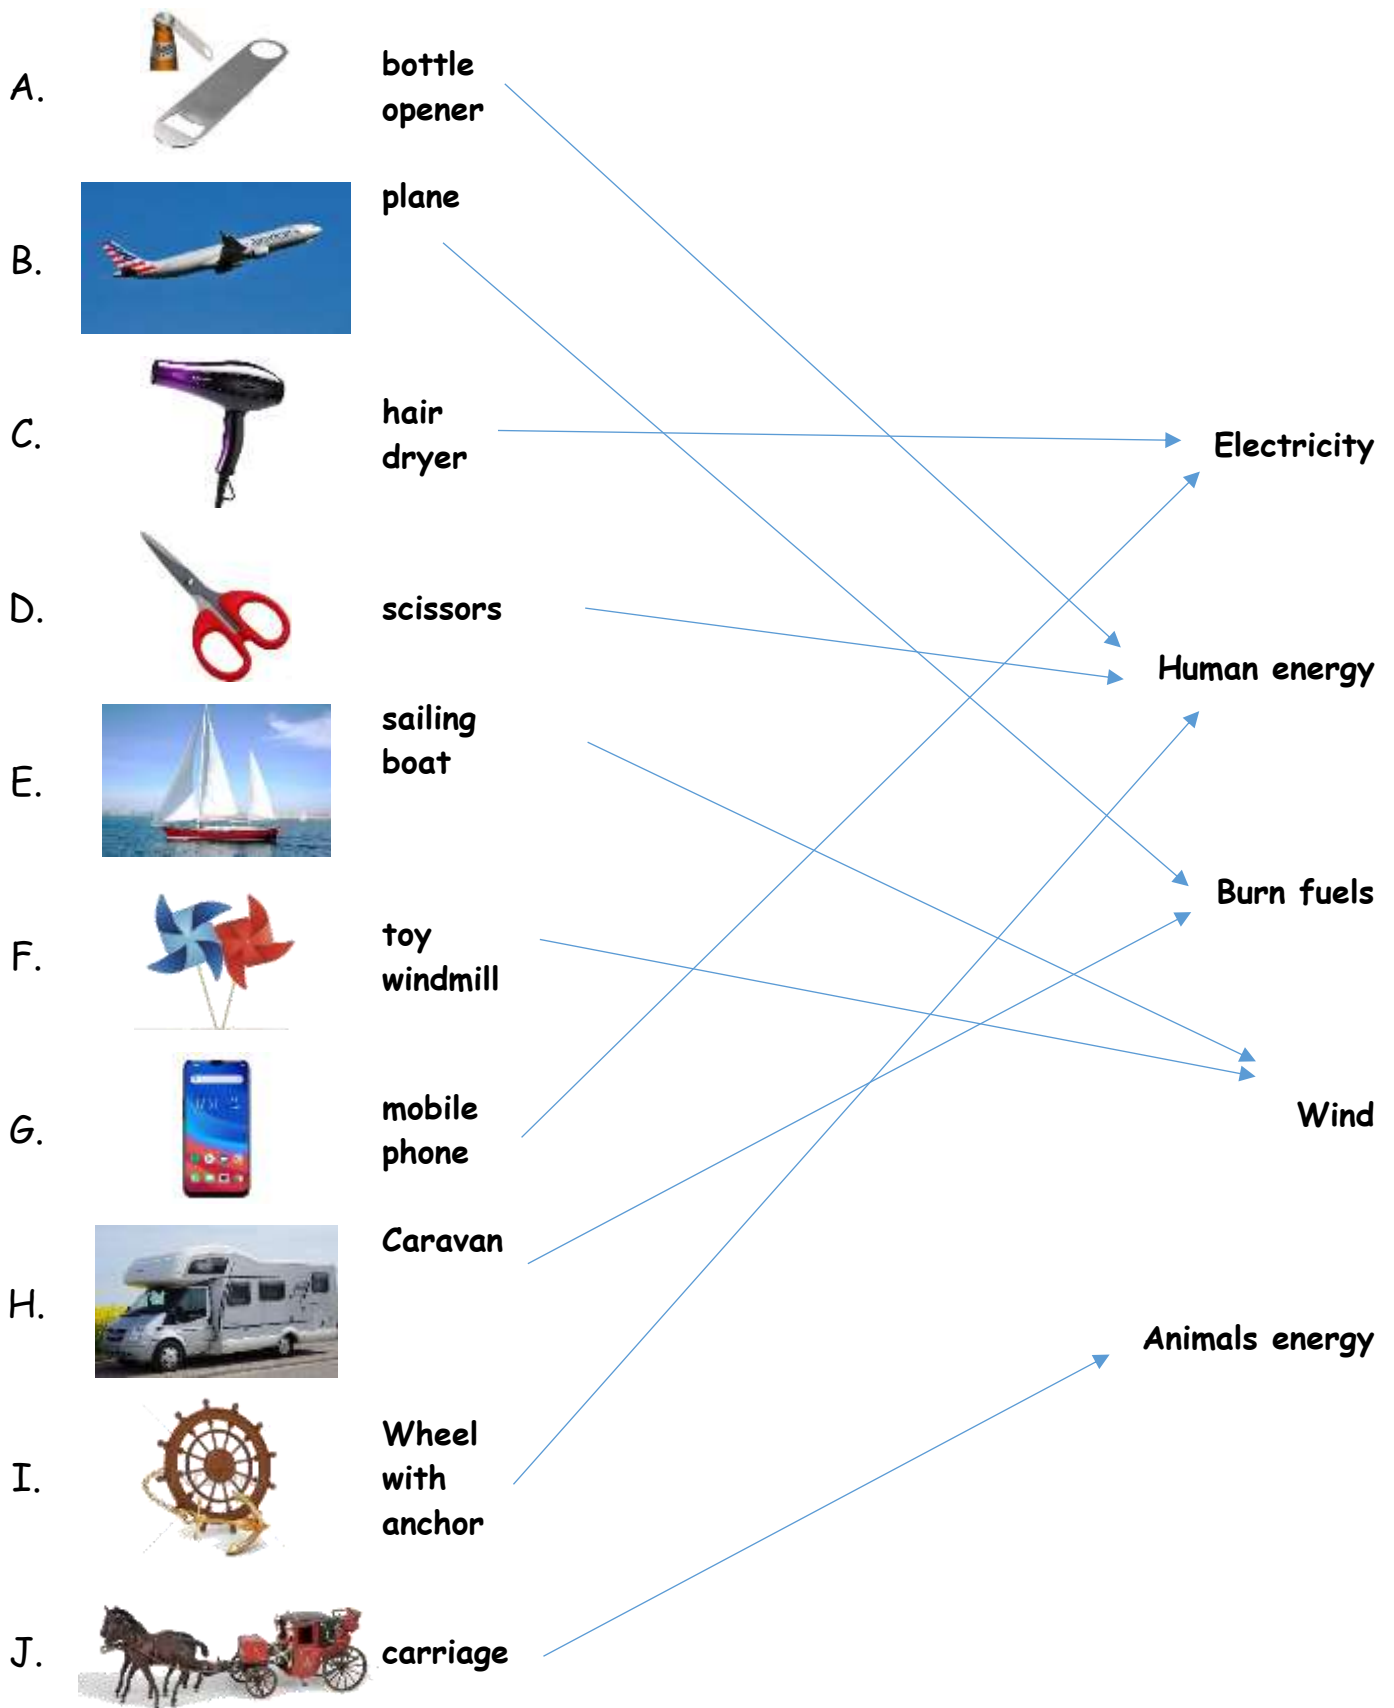 A.
bottle
opener
B.
plane
C.
hair
dryer
Electricity
D.
scissors
Human energy
E.
sailing
boat
Burn fuels
F.
toy
windmill
Wind
G.
mobile
phone
H.
Caravan
Animals energy
I.
Wheel
with
anchor
J.
carriage